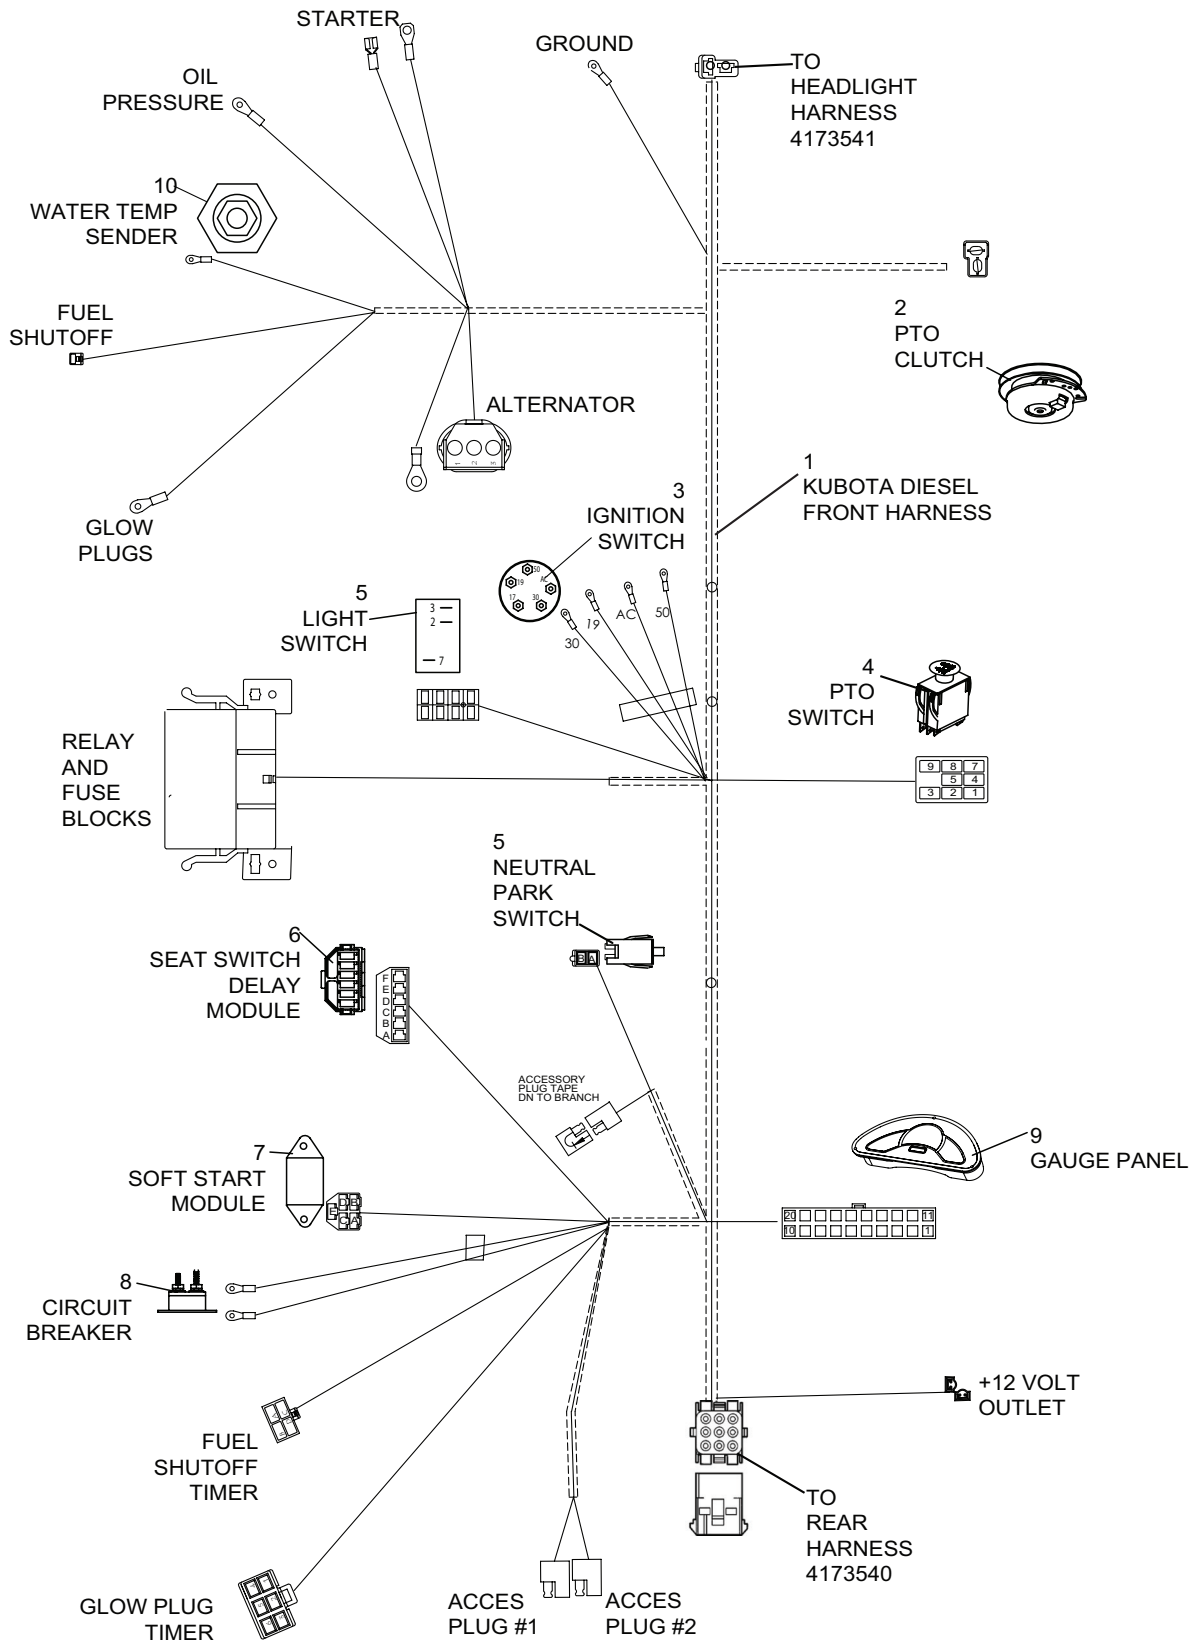 STARTER
GROUND
TO
HEADLIGHT
HARNESS
4173541
OIL
PRESSURE
10
WATER TEMP
SENDER
FUEL
SHUTOFF
2
PTO
CLUTCH
ALTERNATOR
1 2 3
GLOW
PLUGS
1
KUBOTA DIESEL
FRONT HARNESS
3
IGNITION
SWITCH
50
19
AC
17
30
30
19
AC
50
5
LIGHT
SWITCH
3
2
7
4
PTO
SWITCH
9 8 7
5 4
3 2 1
RELAY
AND
FUSE
BLOCKS
5
NEUTRAL
PARK
SWITCH
B A
6
SEAT SWITCH
DELAY
MODULE
F
E
D
C
B
A
ACCESSORY
PLUG TAPE
DN TO BRANCH
9
GAUGE PANEL
20 11
10 1
7
SOFT START
MODULE
D B
E
C A
8
CIRCUIT
BREAKER
+12 VOLT
OUTLET
FUEL
SHUTOFF
TIMER
TO
REAR
HARNESS
4173540
GLOW PLUG
TIMER
ACCES
PLUG #1
ACCES
PLUG #2